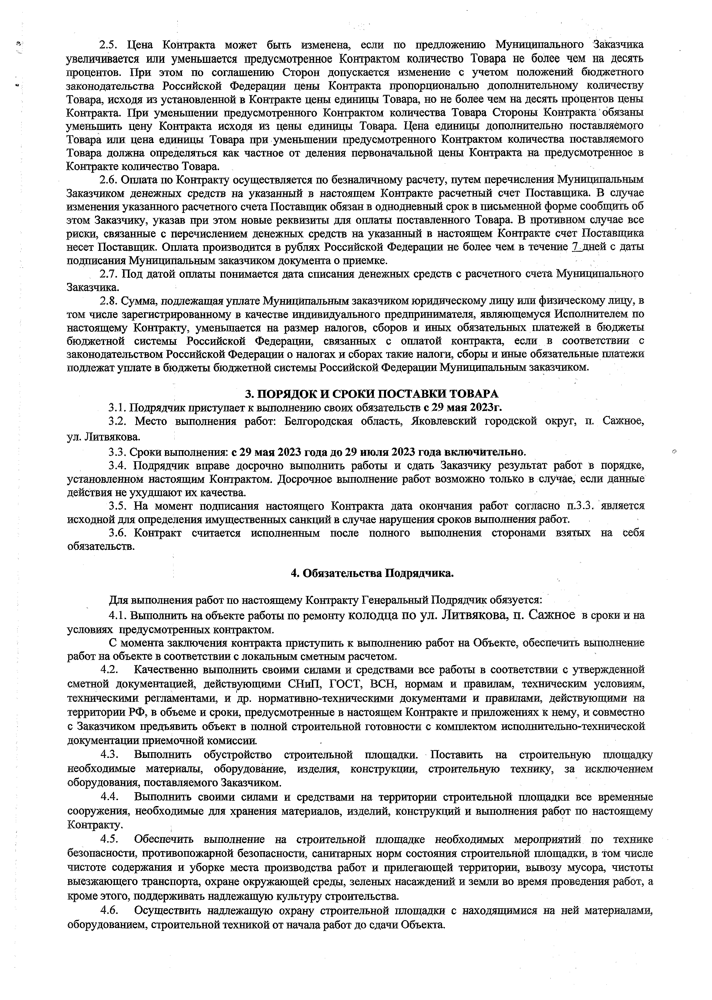 2.5. Цена Контракта может быть изменена, если по предложению Муниципального Заказчика
увеличивается или уменьшается предусмотренное Контрактом количество Товара не более чем на десять
процентов. При этом по соглашению Сторон допускается изменение с учетом положений бюджетного
законодательства Российской Федерации цены Контракта пропорционально дополнительному количеству
Товара, исходя из установленной в Контракте цены единицы Товара, но не более чем на десять процентов цены
Контракта. При уменьшении предусмотренного Контрактом количества Товара Стороны Контракта обязаны
уменьшить цену Контракта исходя из цены единицы Товара. Цена единицы дополнительно поставляемого
Товара или цена единицы Товара при уменьшении предусмотренного Контрактом количества поставляемого
Товара должна определяться как частное от деления первоначальной цены Контракта на предусмотренное в
Контракте количество Товара.
2.6. Оплата по Контракту осуществляется по безналичному расчету, путем перечисления Муниципальным
Заказчиком денежных средств на указанный в настоящем Контракте расчетный счет Поставщика. В случае
изменения указанного расчетного счета Поставщик обязан в однодневный срок в письменной форме сообщить об
этом Заказчику, указав при этом новые реквизиты для оплаты поставленного Товара. В противном случае все
риски, связанные с перечислением денежных средств на указанный в настоящем Контракте счет Поставщика
несет Поставщик. Оплата производится в рублях Российской Федерации не более чем в течение 7 дней с даты
подписания Муниципальным заказчиком документа о приемке.
2.7. Под датой оплаты понимается дата списания денежных средств с расчетного счета Муниципального
Заказчика.
2.8. Сумма, подлежащая уплате Муниципальным заказчиком юридическому лицу или физическому лицу, в
том числе зарегистрированному в качестве индивидуального предпринимателя, являющемуся Исполнителем по
настоящему Контракту, уменьшается на размер налогов, сборов и иных обязательных платежей в бюджеты
бюджетной системы Российской Федерации, связанных с оплатой контракта, если в соответствии с
законодательством Российской Федерации о налогах и сборах такие налоги, сборы и иные обязательные платежи
подлежат уплате в бюджеты бюджетной системы Российской Федерации Муниципальным заказчиком.
3. ПОРЯДОК И СРОКИ ПОСТАВКИ ТОВАРА
3.1. Подрядчик приступает к выполнению своих обязательств с 29 мая 2023г.
3.2. Место выполнения работ: Белгородская область, Яковлевский городской округ, п. Сажное,
ул. Литвякова.
3.3. Сроки выполнения: с 29 мая 2023 года до 29 июля 2023 года включительно.
3.4. Подрядчик вправе досрочно выполнить работы и сдать Заказчику результат работ в порядке,
установленном настоящим Контрактом. Досрочное выполнение работ возможно только в случае, если данные
действия не ухудшают их качества.
3.5. На момент подписания настоящего Контракта дата окончания работ согласно п.3.3. является
исходной для определения имущественных санкций в случае нарушения сроков выполнения работ.
3.6. Контракт считается исполненным после полного выполнения сторонами взятых на себя
обязательств.
4. Обязательства Подрядчика.
Для выполнения работ по настоящему Контракту Генеральный Подрядчик обязуется:
4.1. Выполнить на объекте работы по ремонту колодца по ул. Литвякова, п. Сажное в сроки и на
условиях предусмотренных контрактом.
С момента заключения контракта приступить к выполнению работ на Объекте, обеспечить выполнение
работ на объекте в соответствии с локальным сметным расчетом.
4.2. Качественно выполнить своими силами и средствами все работы в соответствии с утвержденной
сметной документацией, действующими СНиП, ГОСТ, ВСН, нормам и правилам, техническим условиям,
техническими регламентами, и др. нормативно-техническими документами и правилами, действующими на
территории РФ, в объеме и сроки, предусмотренные в настоящем Контракте и приложениях к нему, и совместно
с Заказчиком предъявить объект в полной строительной готовности с комплектом исполнительно-технической
документации приемочной комиссии.
4.3. Выполнить обустройство строительной площадки. Поставить на строительную площадку
необходимые материалы, оборудование, изделия, конструкции, строительную технику, за исключением
оборудования, поставляемого Заказчиком.
4.4. Выполнить своими силами и средствами на территории строительной площадки все временные
сооружения, необходимые для хранения материалов, изделий, конструкций и выполнения работ по настоящему
Контракту.
4.5. Обеспечить выполнение на строительной площадке необходимых мероприятий по технике
безопасности, противопожарной безопасности, санитарных норм состояния строительной площадки, в том числе
чистоте содержания и уборке места производства работ и прилегающей территории, вывозу мусора, чистоты
выезжающего транспорта, охране окружающей среды, зеленых насаждений и земли во время проведения работ, а
кроме этого, поддерживать надлежащую культуру строительства.
4.6. Осуществить надлежащую охрану строительной площадки с находящимися на ней материалами,
оборудованием, строительной техникой от начала работ до сдачи Объекта.